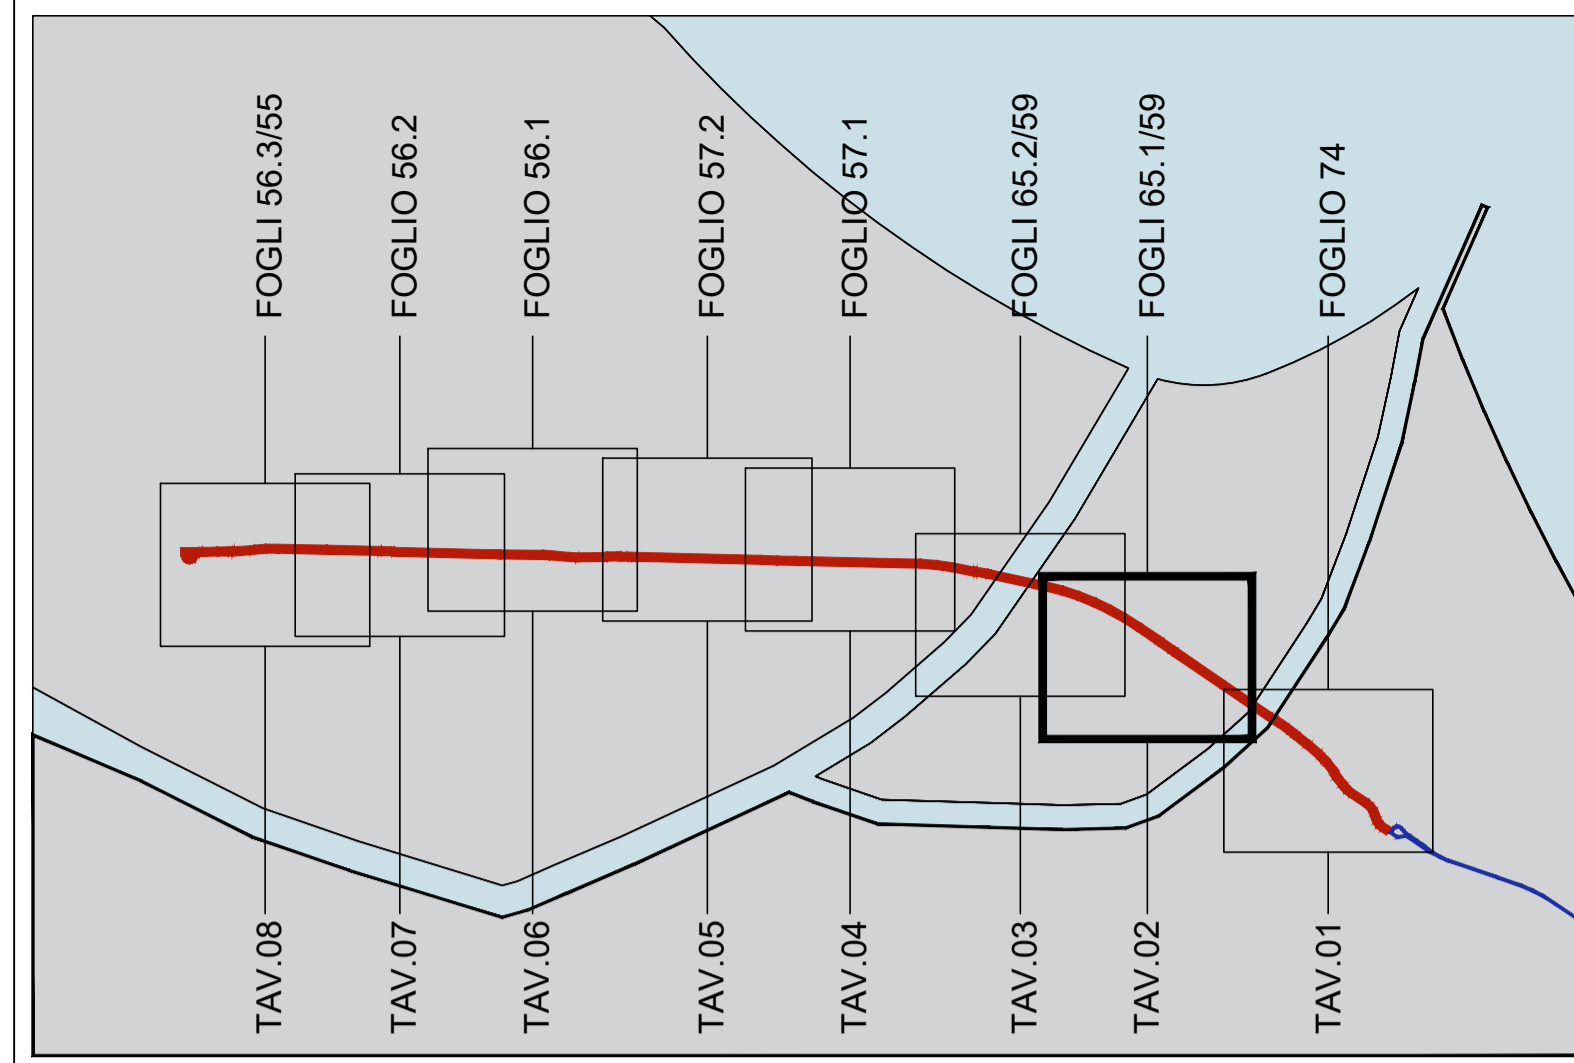 FOGLI 56.3/55
FOGLIO 56.2
FOGLIO 56.1
FOGLIO 57.2
FOGLIO 57.1
FOGLI 65.2/59
FOGLI 65.1/59
FOGLIO 74
TAV.08
TAV.07
TAV.06
TAV.05
TAV.04
TAV.03
TAV.02
TAV.01